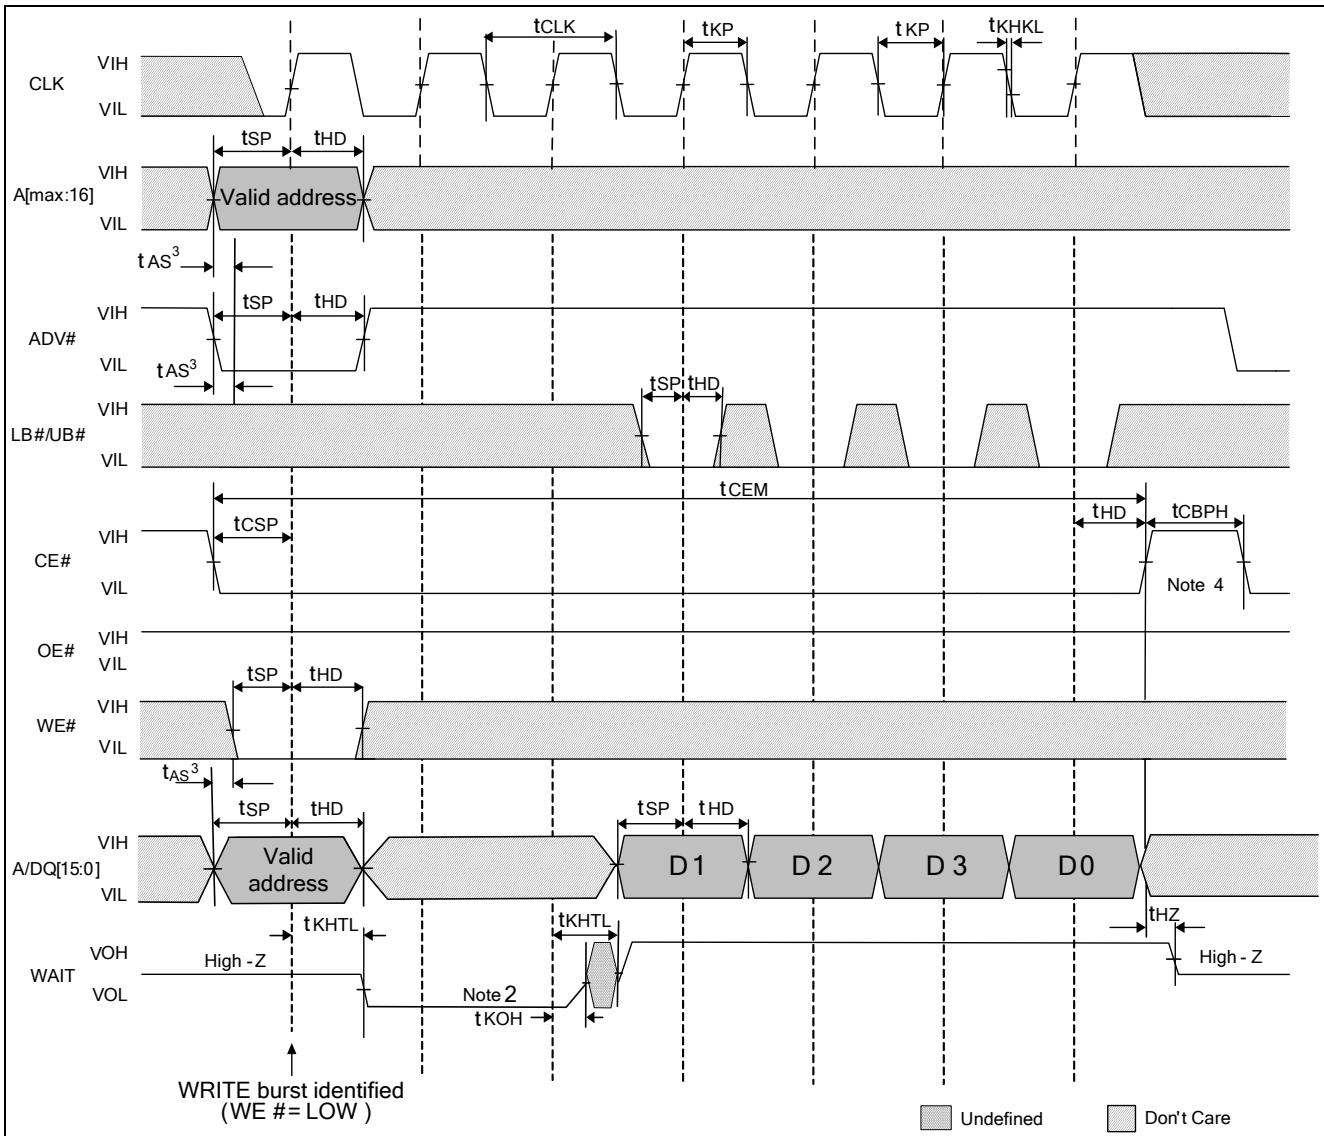 tCLK tKP tKP tKHKL
VIH
CLK
VIL
tSP tHD
VIH
A[max:16] Valid address
VIL
tAS3
tSP tHD
VIH
ADV#
VIL
tAS3
tSP tHD
VIH
LB#/UB#
VIL
tCEM
tCSP tHD tCBPH
VIH
CE#
VIL Note 4
VIH
OE#
VIL
tSP tHD
VIH
WE#
VIL
tAS3
tSP tHD tSP tHD
VIH
A/DQ[15:0] Valid address D1 D2 D3 D0
VIL
tKHTL tKHTL tHZ
VOH High-Z High-Z
WAIT
VOL Note 2
tKOH
WRITE burst identified
(WE #= LOW )
Undefined Don't Care